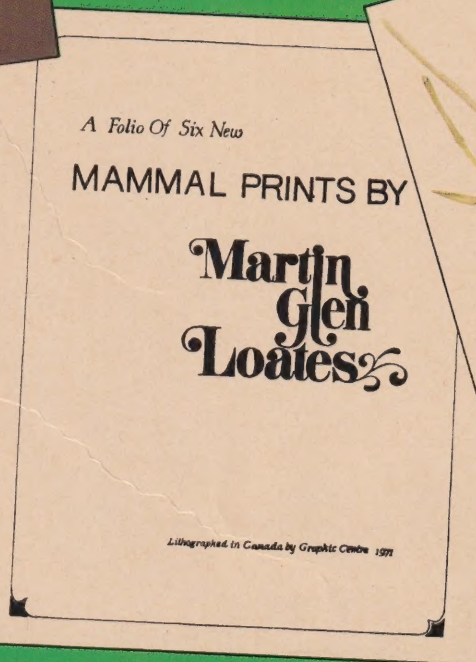 A Folio Of Six New
MAMMAL PRINTS BY
Martin
Glen
Loates
Lithographed in Canada by Graphic Centre 1971